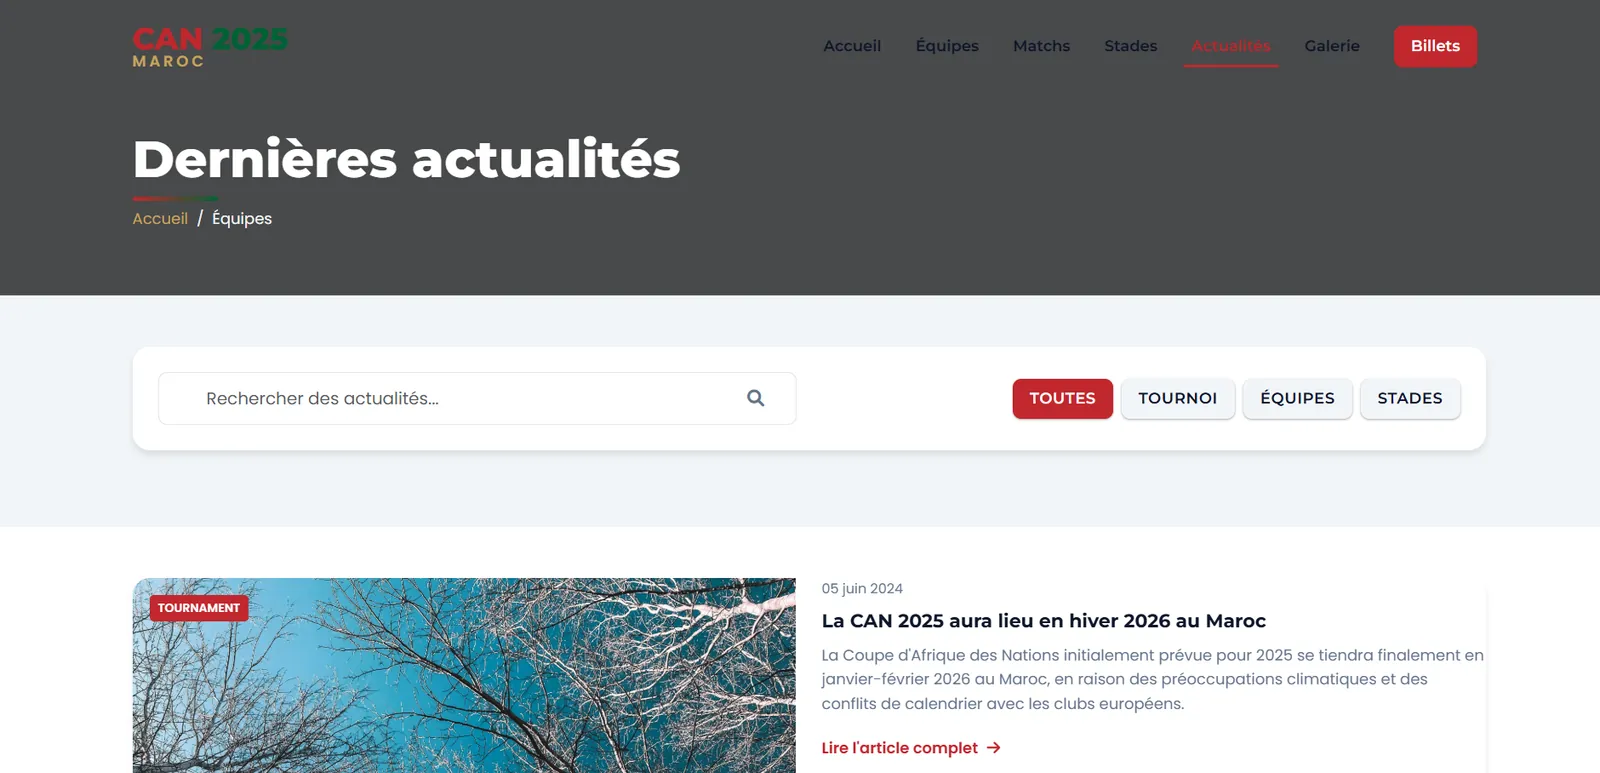 CAN 2025
MAROC
Accueil Équipes Matchs Stades Actualités Galerie Billets
Dernières actualités
Accueil / Équipes
Rechercher des actualités...
TOUTES TOURNOI ÉQUIPES STADES
TOURNAMENT
05 juin 2024
La CAN 2025 aura lieu en hiver 2026 au Maroc
La Coupe d'Afrique des Nations initialement prévue pour 2025 se tiendra finalement en
janvier-février 2026 au Maroc, en raison des préoccupations climatiques et des
conflits de calendrier avec les clubs européens.
Lire l'article complet →